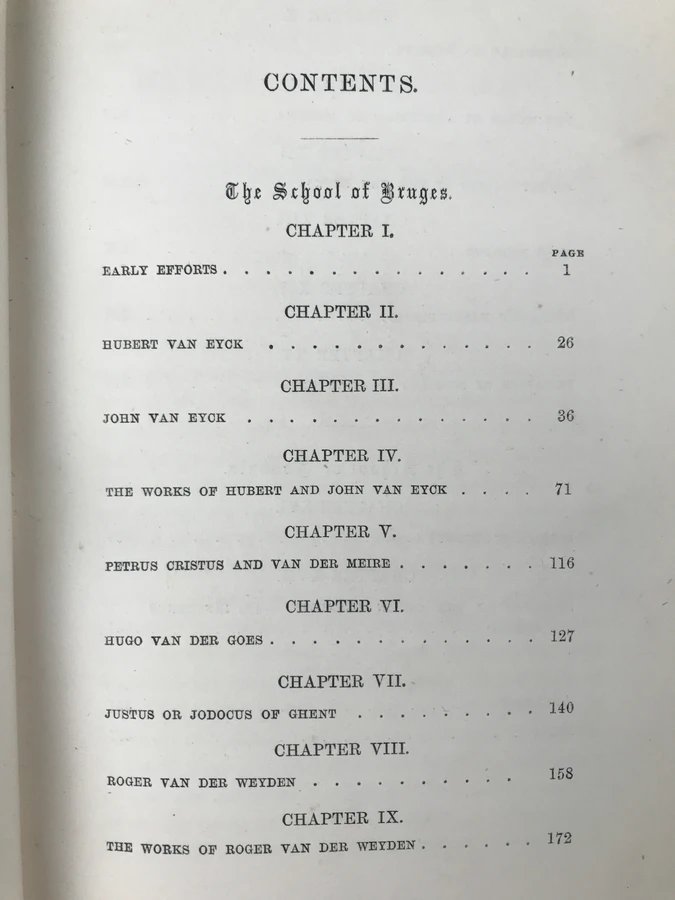 CONTENTS.
The School of Bruges.
CHAPTER I.
PAGE
EARLY EFFORTS . . . . . . . . . . . 1
CHAPTER II.
HUBERT VAN EYCK . . . . . . . . . . 26
CHAPTER III.
JOHN VAN EYCK . . . . . . . . . . . 36
CHAPTER IV.
THE WORKS OF HUBERT AND JOHN VAN EYCK . . . . 71
CHAPTER V.
PETRUS CRISTUS AND VAN DER MEIRE . . . . . . 116
CHAPTER VI.
HUGO VAN DER GOES . . . . . . . . . . 127
CHAPTER VII.
JUSTUS OR JODOCUS OF GHENT . . . . . . . 140
CHAPTER VIII.
ROGER VAN DER WEYDEN . . . . . . . . 158
CHAPTER IX.
THE WORKS OF ROGER VAN DER WEYDEN . . . . . 172